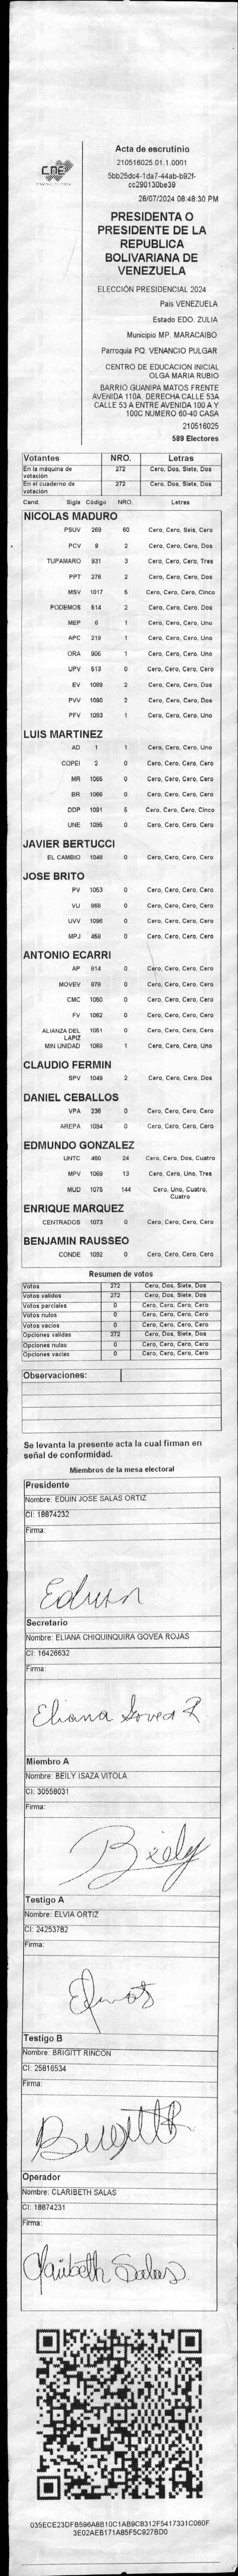 CNE
Acta de escrutinio
210516025.01.1.0001
5bb25dc4-1da7-44ab-b92f-
cc290130be39
28/07/2024 08:48:30 PM
PRESIDENTA O
PRESIDENTE DE LA
REPUBLICA
BOLIVARIANA DE
VENEZUELA
ELECCIÓN PRESIDENCIAL 2024
Pais VENEZUELA
Estado EDO. ZULIA
Municipio MP. MARACAIBO
Parroquia PQ. VENANCIO PULGAR
CENTRO DE EDUCACION INICIAL
OLGA MARIA RUBIO
BARRIO GUANIPA MATOS FRENTE
AVENIDA 110A. DERECHA CALLE 53A
CALLE 53 A ENTRE AVENIDA 100 A Y
100C NUMERO 60-40 CASA
210516025
589 Electores
Votantes NRO. Letras
En la máquina de votación 272 Cero, Dos, Siete, Dos
En el cuaderno de votación 272 Cero, Dos, Siete, Dos
Cand. Sigla Código NRO. Letras
NICOLAS MADURO
PSUV 269 60 Cero, Cero, Seis, Cero
PCV 9 2 Cero, Cero, Cero, Dos
TUPAMARO 931 3 Cero, Cero, Cero, Tres
PPT 276 2 Cero, Cero, Cero, Dos
MSV 1017 5 Cero, Cero, Cero, Cinco
PODEMOS 514 2 Cero, Cero, Cero, Dos
MEP 6 1 Cero, Cero, Cero, Uno
APC 219 1 Cero, Cero, Cero, Uno
ORA 906 1 Cero, Cero, Cero, Uno
UPV 513 0 Cero, Cero, Cero, Cero
EV 1089 2 Cero, Cero, Cero, Dos
PVV 1090 2 Cero, Cero, Cero, Dos
PFV 1093 1 Cero, Cero, Cero, Uno
LUIS MARTINEZ
AD 1 1 Cero, Cero, Cero, Uno
COPEI 2 0 Cero, Cero, Cero, Cero
MR 1065 0 Cero, Cero, Cero, Cero
BR 1066 0 Cero, Cero, Cero, Cero
DDP 1091 5 Cero, Cero, Cero, Cinco
UNE 1095 0 Cero, Cero, Cero, Cero
JAVIER BERTUCCI
EL CAMBIO 1048 0 Cero, Cero, Cero, Cero
JOSE BRITO
PV 1053 0 Cero, Cero, Cero, Cero
VU 868 0 Cero, Cero, Cero, Cero
UVV 1096 0 Cero, Cero, Cero, Cero
MPJ 458 0 Cero, Cero, Cero, Cero
ANTONIO ECARRI
AP 814 0 Cero, Cero, Cero, Cero
MOVEV 878 0 Cero, Cero, Cero, Cero
CMC 1050 0 Cero, Cero, Cero, Cero
FV 1062 0 Cero, Cero, Cero, Cero
ALIANZA DEL LAPIZ 1051 0 Cero, Cero, Cero, Cero
MIN UNIDAD 1069 1 Cero, Cero, Cero, Uno
CLAUDIO FERMIN
SPV 1049 2 Cero, Cero, Cero, Dos
DANIEL CEBALLOS
VPA 236 0 Cero, Cero, Cero, Cero
AREPA 1094 0 Cero, Cero, Cero, Cero
EDMUNDO GONZALEZ
UNTC 460 24 Cero, Cero, Dos, Cuatro
MPV 1069 13 Cero, Cero, Uno, Tres
MUD 1075 144 Cero, Uno, Cuatro, Cuatro
ENRIQUE MARQUEZ
CENTRADOS 1073 0 Cero, Cero, Cero, Cero
BENJAMIN RAUSSEO
CONDE 1092 0 Cero, Cero, Cero, Cero
Resumen de votos
Votos 272 Cero, Dos, Siete, Dos
Votos validos 272 Cero, Dos, Siete, Dos
Votos parciales 0 Cero, Cero, Cero, Cero
Votos nulos 0 Cero, Cero, Cero, Cero
Votos vacios 0 Cero, Cero, Cero, Cero
Opciones validas 272 Cero, Dos, Siete, Dos
Opciones nulas 0 Cero, Cero, Cero, Cero
Opciones vacias 0 Cero, Cero, Cero, Cero
Observaciones:
Se levanta la presente acta la cual firman en
señal de conformidad.
Miembros de la mesa electoral
Presidente
Nombre: EDUIN JOSE SALAS ORTIZ
CI: 18874232
Firma:
Eduin
Secretario
Nombre: ELIANA CHIQUINQUIRA GOVEA ROJAS
CI: 16426632
Firma:
Eliana Govea R
Miembro A
Nombre: BEILY ISAZA VITOLA
CI: 30558031
Firma:
Beily
Testigo A
Nombre: ELVIA ORTIZ
CI: 24253762
Firma:
Testigo B
Nombre: BRIGITT RINCON
CI: 25816534
Firma:
Operador
Nombre: CLARIBETH SALAS
CI: 18874231
Firma:
Claribeth Salas
035ECE23DFB596A8B10C1AB9C8312F5417331C060F
3E02AEB171A85F5C927BD0